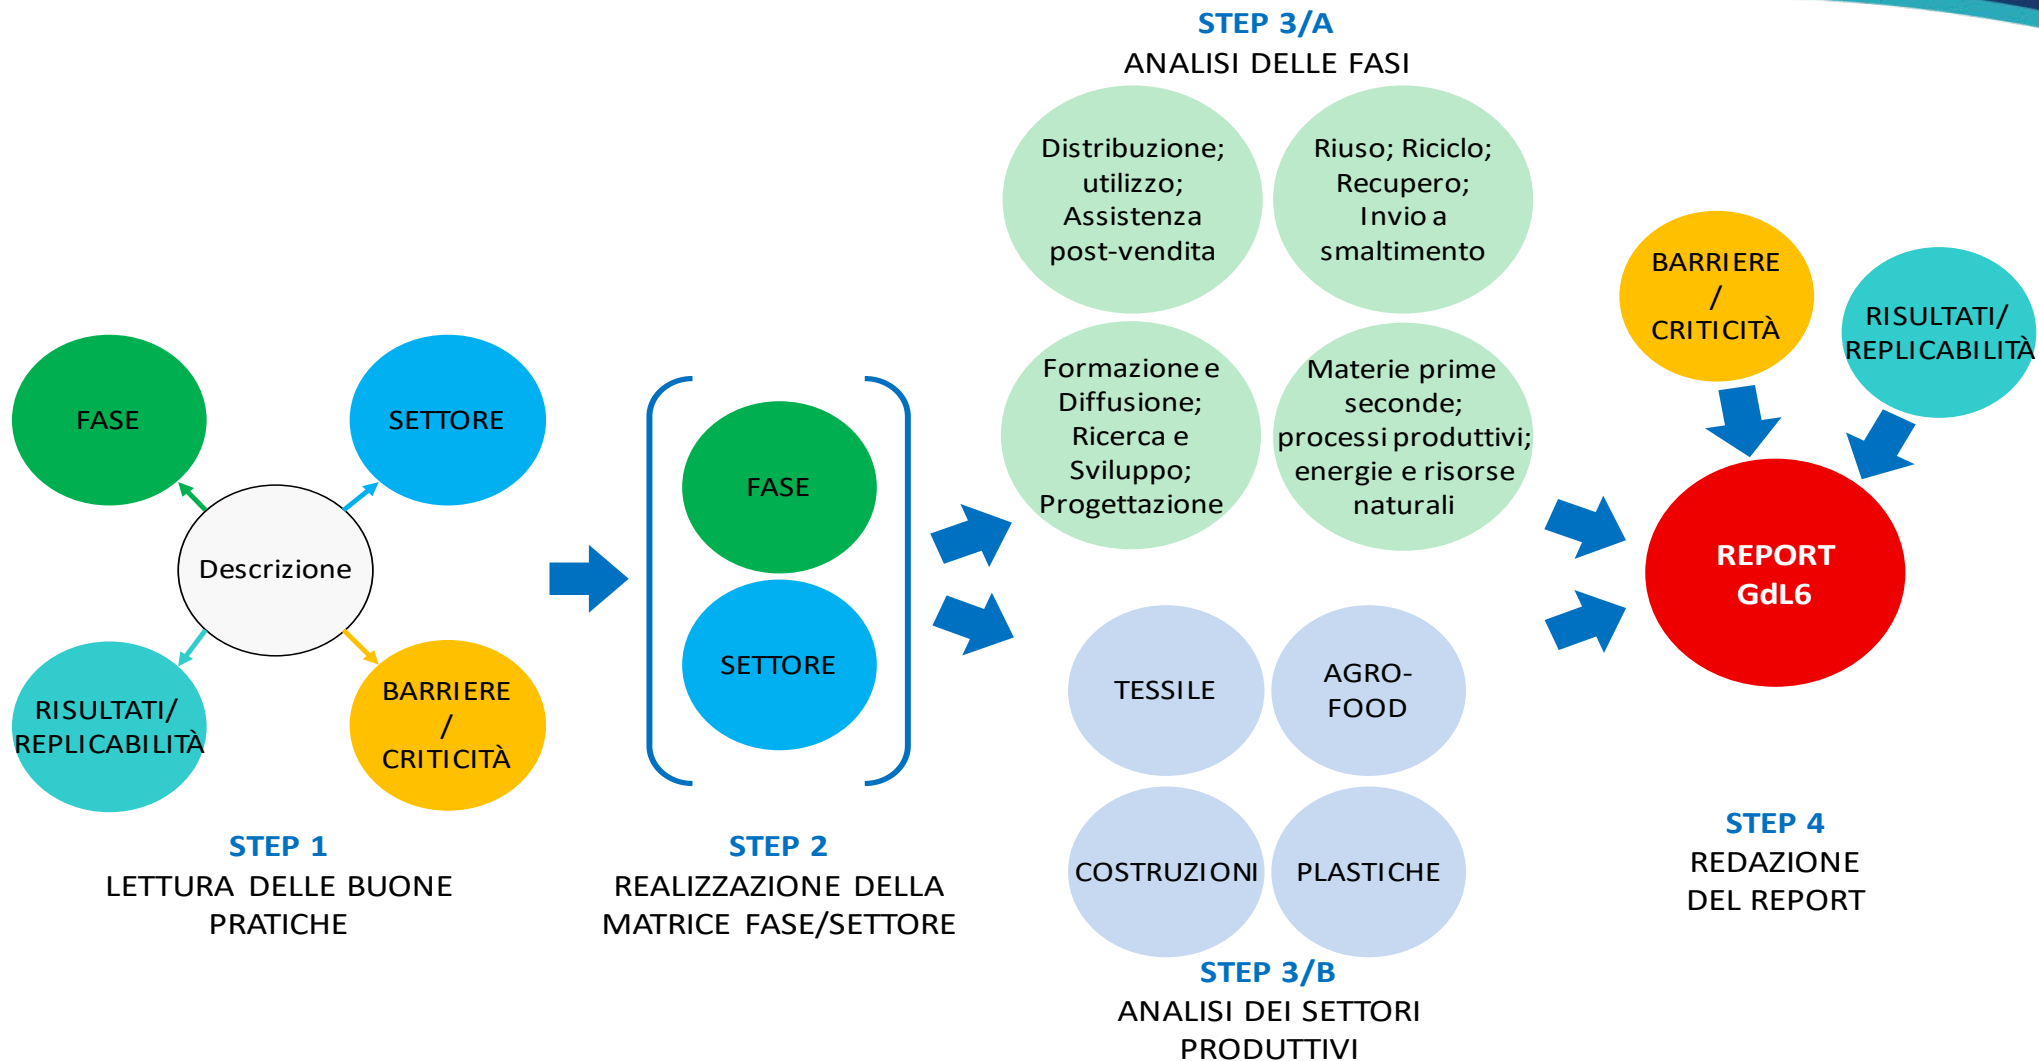 FASE
SETTORE
Descrizione
RISULTATI/
REPLICABILITÀ
BARRIERE
/
CRITICITÀ
STEP 1
LETTURA DELLE BUONE
PRATICHE
FASE
SETTORE
STEP 2
REALIZZAZIONE DELLA
MATRICE FASE/SETTORE
STEP 3/A
ANALISI DELLE FASI
Distribuzione;
utilizzo;
Assistenza
post-vendita
Riuso; Riciclo;
Recupero;
Invio a
smaltimento
Formazione e
Diffusione;
Ricerca e
Sviluppo;
Progettazione
Materie prime
seconde;
processi produttivi;
energie e risorse
naturali
TESSILE
AGRO-
FOOD
COSTRUZIONI
PLASTICHE
STEP 3/B
ANALISI DEI SETTORI
PRODUTTIVI
BARRIERE
/
CRITICITÀ
RISULTATI/
REPLICABILITÀ
REPORT
GdL6
STEP 4
REDAZIONE
DEL REPORT